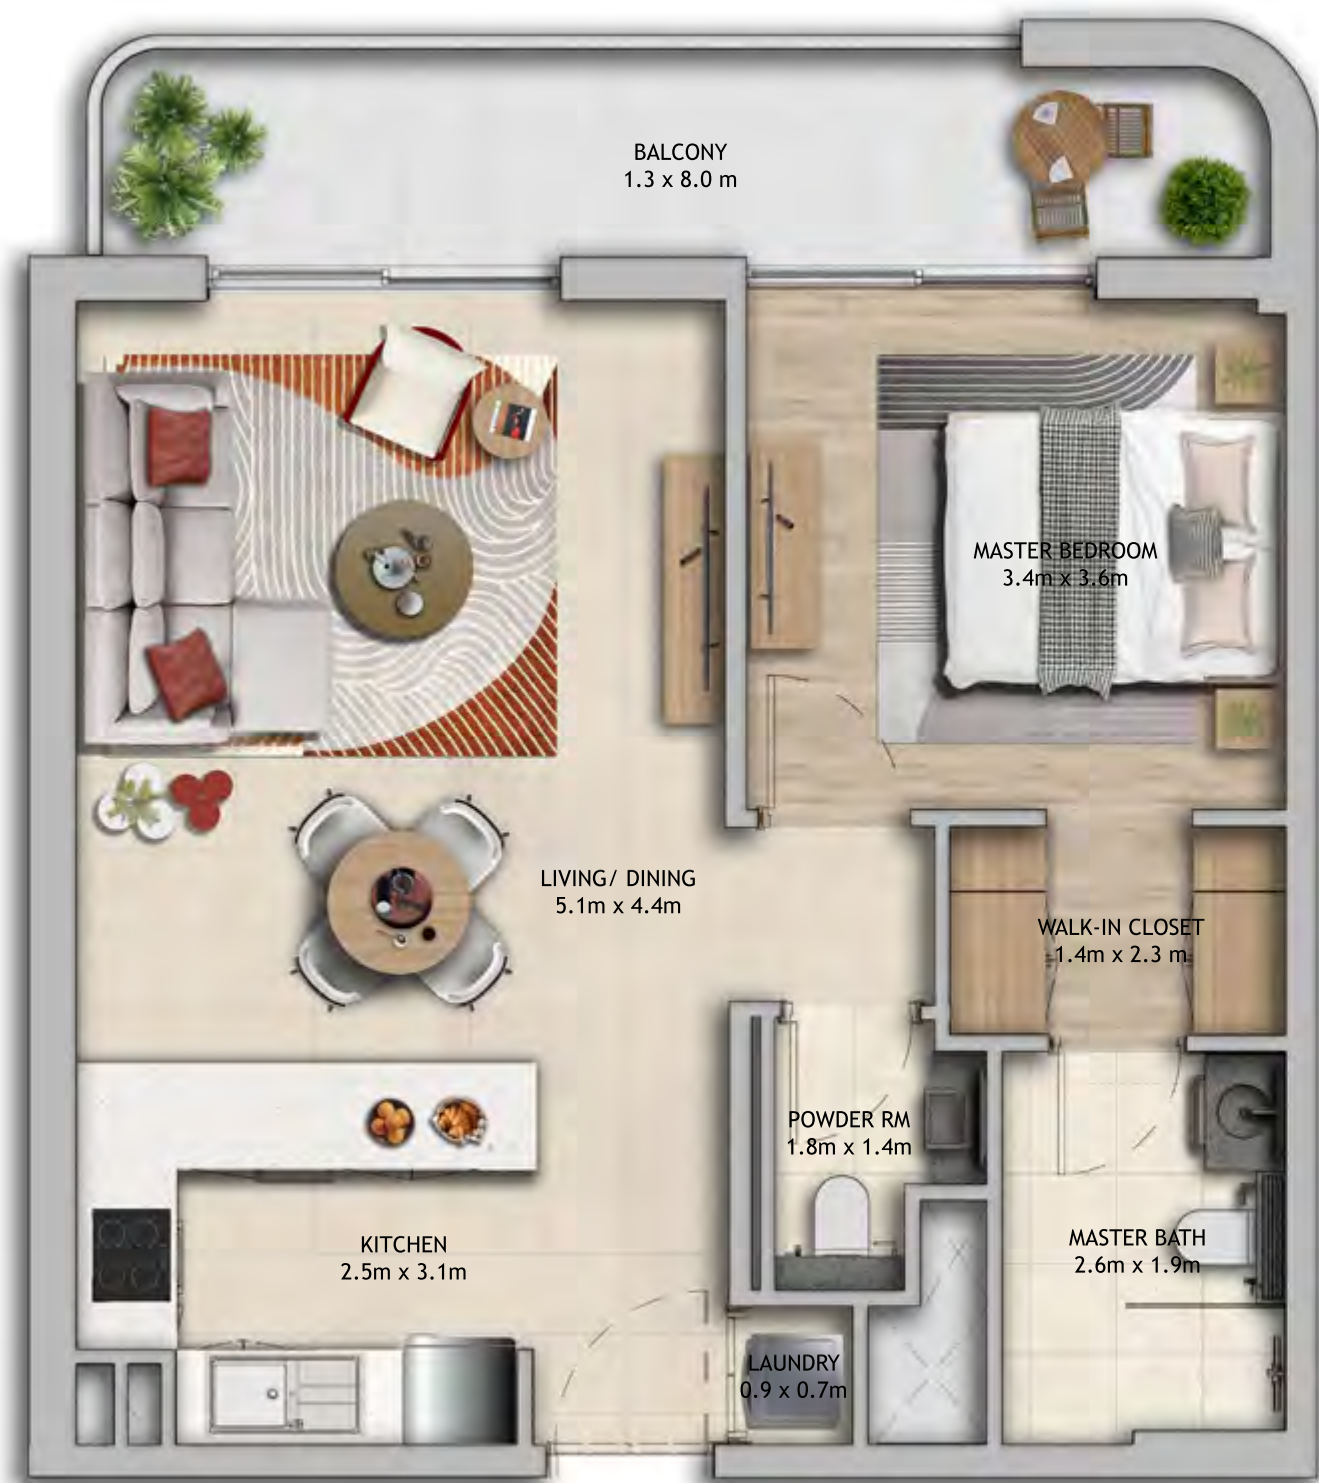 BALCONY
1.3 x 8.0 m
MASTER BEDROOM
3.4m x 3.6m
LIVING/ DINING
5.1m x 4.4m
WALK-IN CLOSET
1.4m x 2.3 m
POWDER RM
1.8m x 1.4m
KITCHEN
2.5m x 3.1m
MASTER BATH
2.6m x 1.9m
LAUNDRY
0.9 x 0.7m